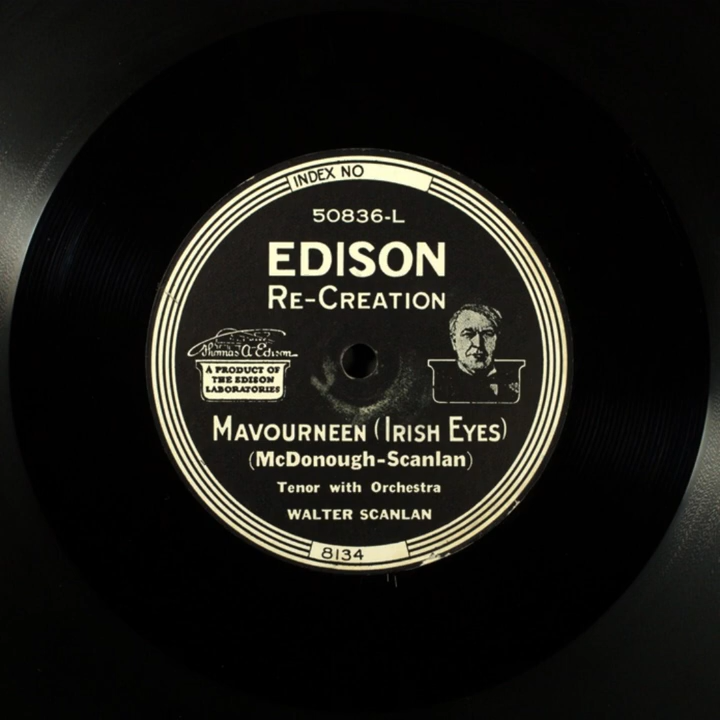 INDEX NO
50836-L
EDISON
RE-CREATION
Thomas A Edison
A PRODUCT OF
THE EDISON
LABORATORIES
MAVOURNEEN (IRISH EYES)
(McDonough-Scanlan)
Tenor with Orchestra
WALTER SCANLAN
8134